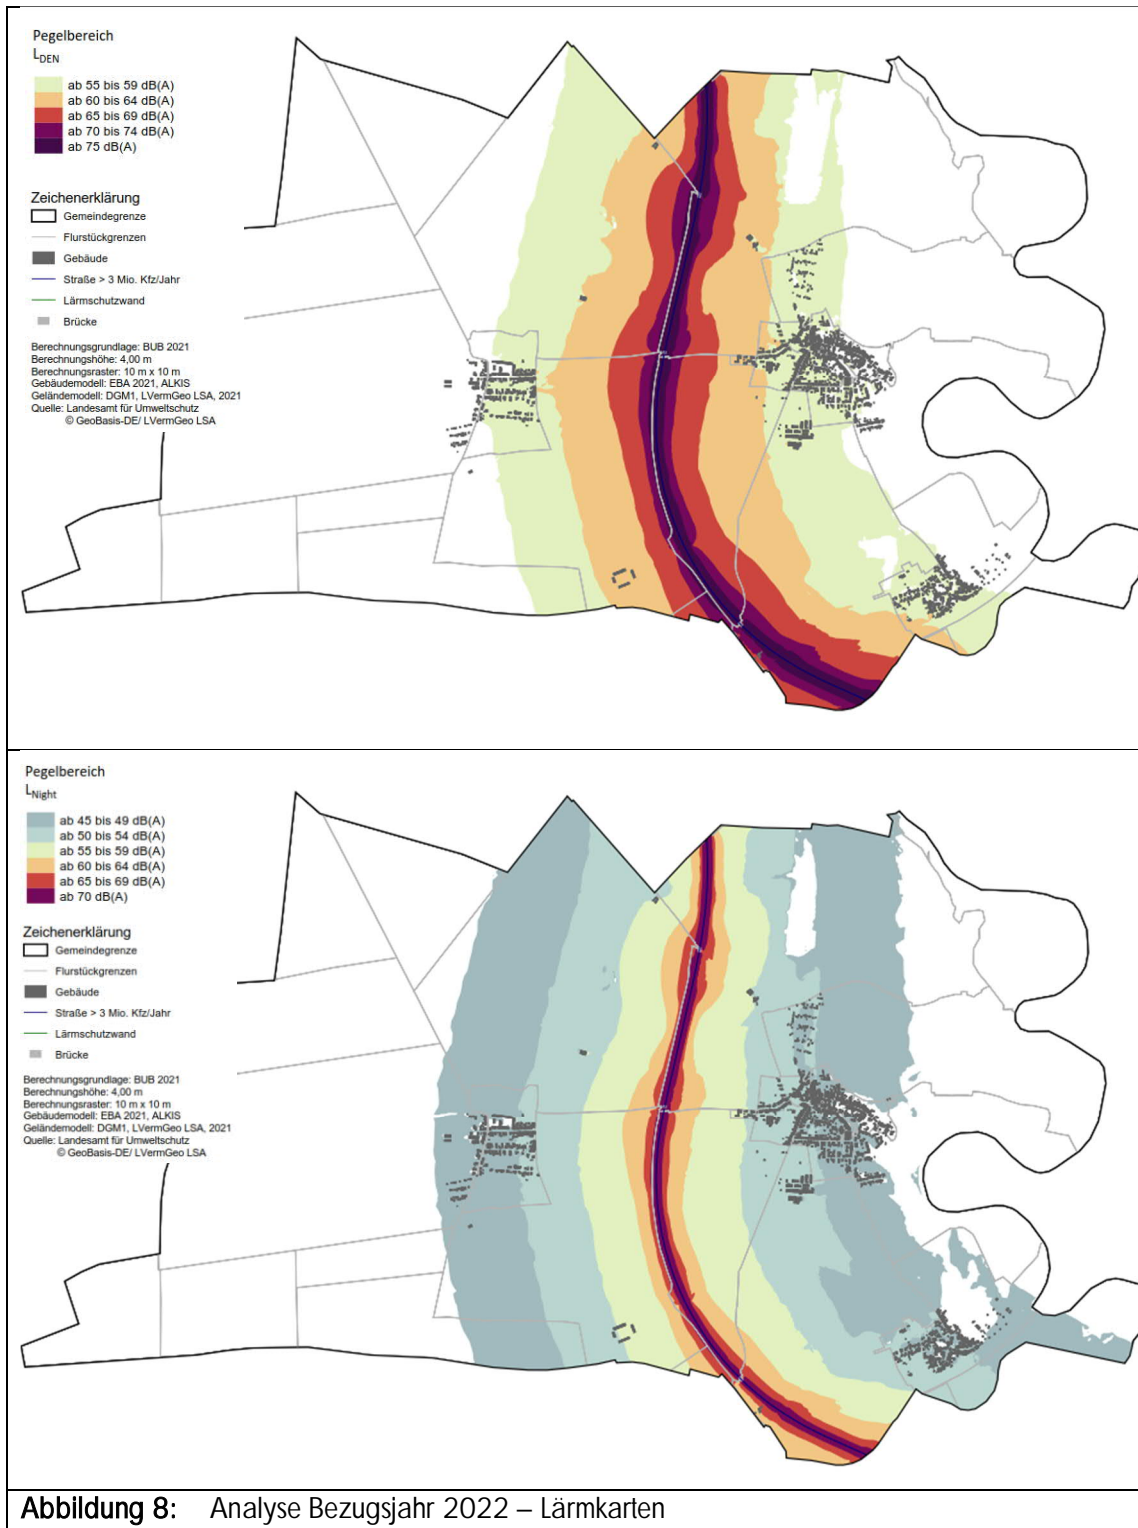 Pegelbereich
LDEN
ab 55 bis 59 dB(A)
ab 60 bis 64 dB(A)
ab 65 bis 69 dB(A)
ab 70 bis 74 dB(A)
ab 75 dB(A)
Zeichenerklärung
Gemeindegrenze
Flurstückgrenzen
Gebäude
Straße > 3 Mio. Kfz/Jahr
Lärmschutzwand
Brücke
Berechnungsgrundlage: BUB 2021
Berechnungshöhe: 4,00 m
Berechnungsraster: 10 m x 10 m
Gebäudemodell: EBA 2021, ALKIS
Geländemodell: DGM1, LVermGeo LSA, 2021
Quelle: Landesamt für Umweltschutz
© GeoBasis-DE/ LVermGeo LSA
Pegelbereich
LNight
ab 45 bis 49 dB(A)
ab 50 bis 54 dB(A)
ab 55 bis 59 dB(A)
ab 60 bis 64 dB(A)
ab 65 bis 69 dB(A)
ab 70 dB(A)
Zeichenerklärung
Gemeindegrenze
Flurstückgrenzen
Gebäude
Straße > 3 Mio. Kfz/Jahr
Lärmschutzwand
Brücke
Berechnungsgrundlage: BUB 2021
Berechnungshöhe: 4,00 m
Berechnungsraster: 10 m x 10 m
Gebäudemodell: EBA 2021, ALKIS
Geländemodell: DGM1, LVermGeo LSA, 2021
Quelle: Landesamt für Umweltschutz
© GeoBasis-DE/ LVermGeo LSA
Abbildung 8: Analyse Bezugsjahr 2022 – Lärmkarten